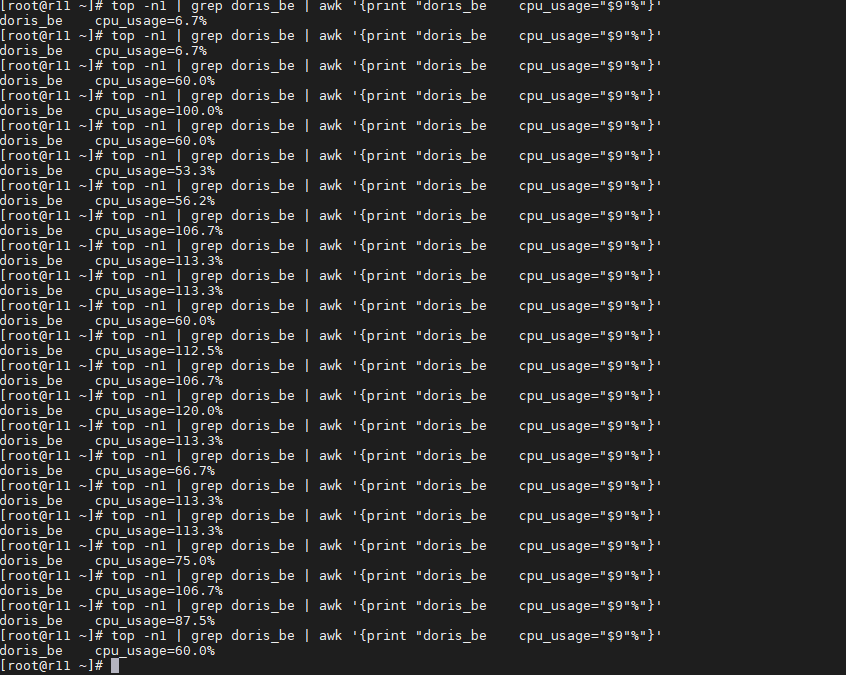 [root@r11 ~]# top -n1 | grep doris_be | awk '{print "doris_be    cpu_usage="$9"%"}'
doris_be    cpu_usage=6.7%
[root@r11 ~]# top -n1 | grep doris_be | awk '{print "doris_be    cpu_usage="$9"%"}'
doris_be    cpu_usage=6.7%
[root@r11 ~]# top -n1 | grep doris_be | awk '{print "doris_be    cpu_usage="$9"%"}'
doris_be    cpu_usage=60.0%
[root@r11 ~]# top -n1 | grep doris_be | awk '{print "doris_be    cpu_usage="$9"%"}'
doris_be    cpu_usage=100.0%
[root@r11 ~]# top -n1 | grep doris_be | awk '{print "doris_be    cpu_usage="$9"%"}'
doris_be    cpu_usage=60.0%
[root@r11 ~]# top -n1 | grep doris_be | awk '{print "doris_be    cpu_usage="$9"%"}'
doris_be    cpu_usage=53.3%
[root@r11 ~]# top -n1 | grep doris_be | awk '{print "doris_be    cpu_usage="$9"%"}'
doris_be    cpu_usage=56.2%
[root@r11 ~]# top -n1 | grep doris_be | awk '{print "doris_be    cpu_usage="$9"%"}'
doris_be    cpu_usage=106.7%
[root@r11 ~]# top -n1 | grep doris_be | awk '{print "doris_be    cpu_usage="$9"%"}'
doris_be    cpu_usage=113.3%
[root@r11 ~]# top -n1 | grep doris_be | awk '{print "doris_be    cpu_usage="$9"%"}'
doris_be    cpu_usage=113.3%
[root@r11 ~]# top -n1 | grep doris_be | awk '{print "doris_be    cpu_usage="$9"%"}'
doris_be    cpu_usage=60.0%
[root@r11 ~]# top -n1 | grep doris_be | awk '{print "doris_be    cpu_usage="$9"%"}'
doris_be    cpu_usage=112.5%
[root@r11 ~]# top -n1 | grep doris_be | awk '{print "doris_be    cpu_usage="$9"%"}'
doris_be    cpu_usage=106.7%
[root@r11 ~]# top -n1 | grep doris_be | awk '{print "doris_be    cpu_usage="$9"%"}'
doris_be    cpu_usage=120.0%
[root@r11 ~]# top -n1 | grep doris_be | awk '{print "doris_be    cpu_usage="$9"%"}'
doris_be    cpu_usage=113.3%
[root@r11 ~]# top -n1 | grep doris_be | awk '{print "doris_be    cpu_usage="$9"%"}'
doris_be    cpu_usage=66.7%
[root@r11 ~]# top -n1 | grep doris_be | awk '{print "doris_be    cpu_usage="$9"%"}'
doris_be    cpu_usage=113.3%
[root@r11 ~]# top -n1 | grep doris_be | awk '{print "doris_be    cpu_usage="$9"%"}'
doris_be    cpu_usage=113.3%
[root@r11 ~]# top -n1 | grep doris_be | awk '{print "doris_be    cpu_usage="$9"%"}'
doris_be    cpu_usage=75.0%
[root@r11 ~]# top -n1 | grep doris_be | awk '{print "doris_be    cpu_usage="$9"%"}'
doris_be    cpu_usage=106.7%
[root@r11 ~]# top -n1 | grep doris_be | awk '{print "doris_be    cpu_usage="$9"%"}'
doris_be    cpu_usage=87.5%
[root@r11 ~]# top -n1 | grep doris_be | awk '{print "doris_be    cpu_usage="$9"%"}'
doris_be    cpu_usage=60.0%
[root@r11 ~]#